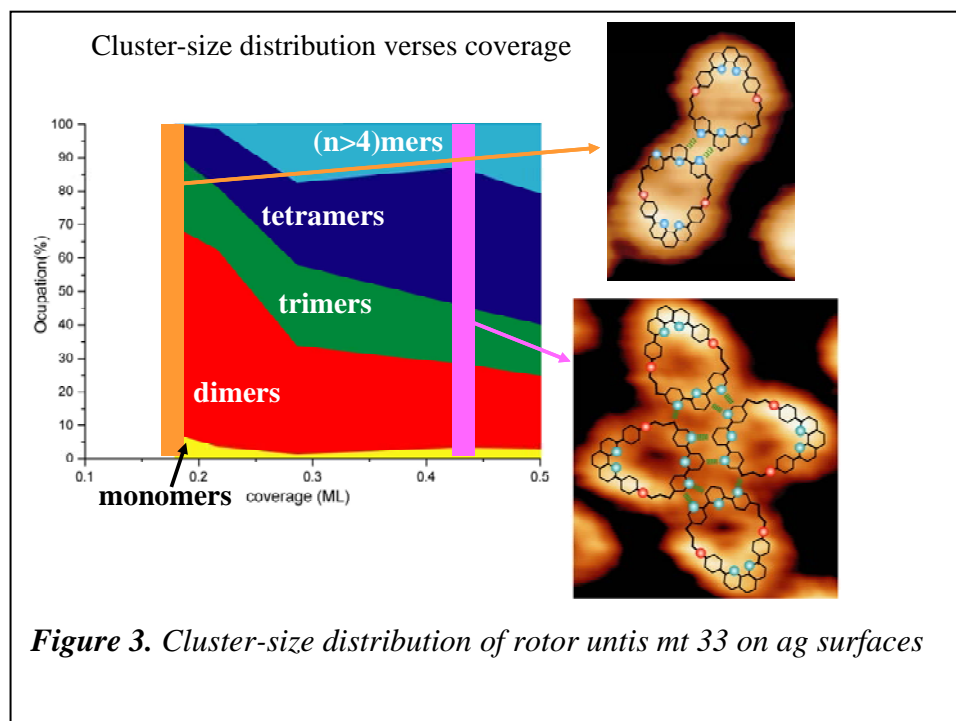 Cluster-size distribution verses coverage
100
90
80
70
60
50
40
30
20
10
0
Ocupation(%)
(n>4)mers
tetramers
trimers
dimers
monomers
0.1
0.2
0.3
0.4
0.5
coverage (ML)
Figure 3. Cluster-size distribution of rotor untis mt 33 on ag surfaces